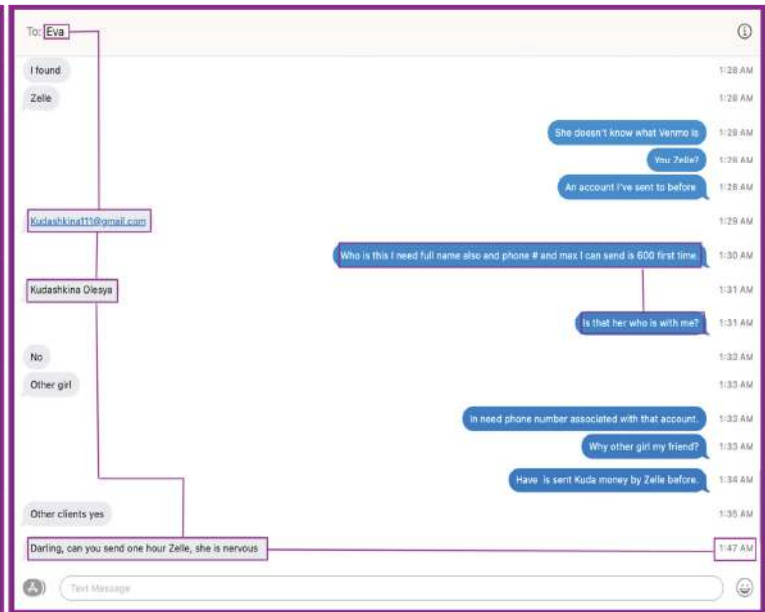 To: Eva
I found 1:28 AM
Zelle 1:28 AM
She doesn't know what Venmo is 1:28 AM
You Zelle? 1:28 AM
An account I've sent to before 1:28 AM
Kudashkina111@gmail.com 1:29 AM
Who is this I need full name also and phone # and max I can send is 600 first time. 1:30 AM
Kudashkina Olesya 1:31 AM
Is that her who is with me? 1:31 AM
No 1:32 AM
Other girl 1:33 AM
In need phone number associated with that account. 1:33 AM
Why other girl my friend? 1:33 AM
Have is sent Kuda money by Zelle before. 1:34 AM
Other clients yes 1:35 AM
Darling, can you send one hour Zelle, she is nervous 1:47 AM
Text Message